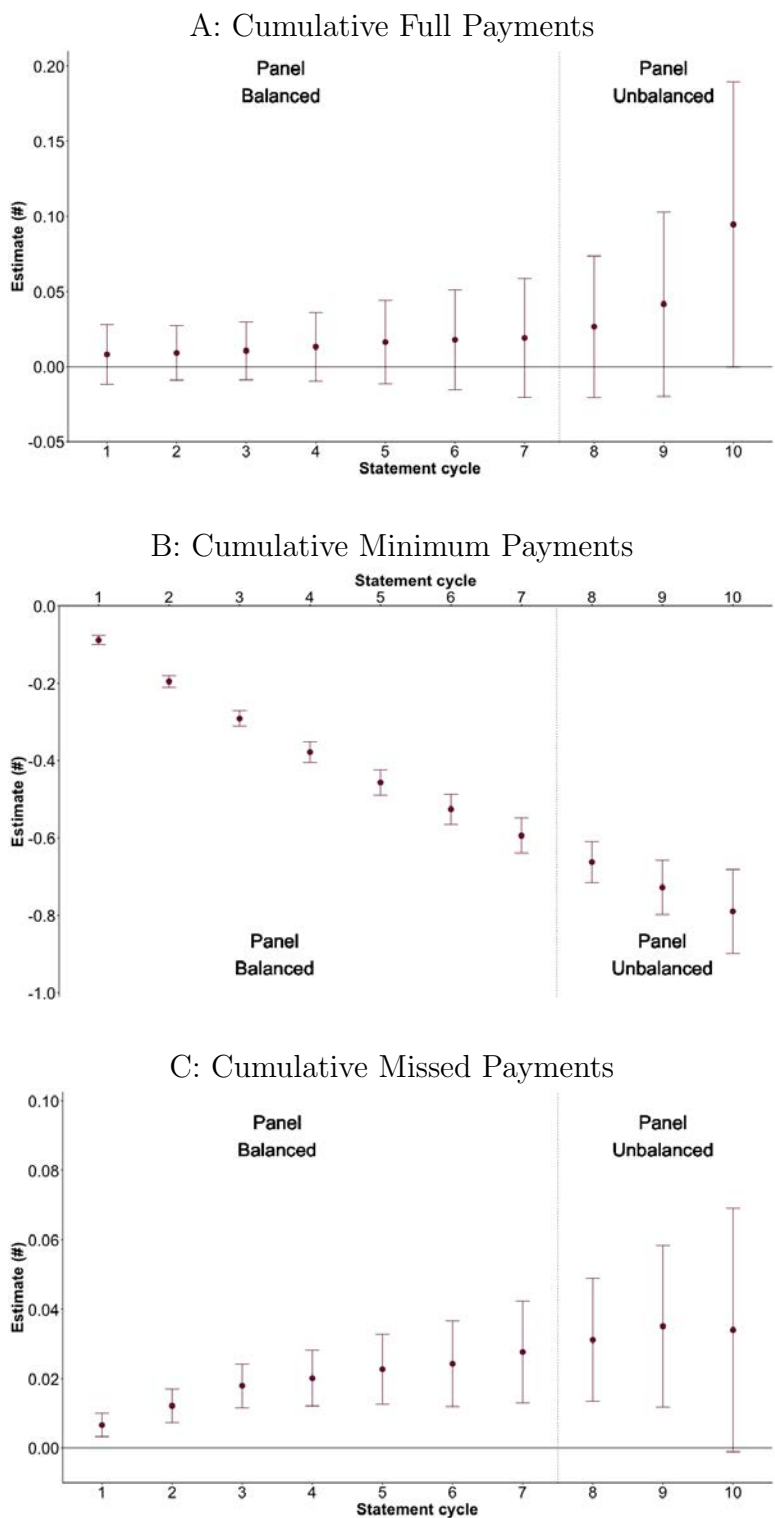 A: Cumulative Full Payments
Panel
Balanced
Panel
Unbalanced
0.20
0.15
0.10
0.05
0.00
-0.05
Estimate (#)
1 2 3 4 5 6 7 8 9 10
Statement cycle
B: Cumulative Minimum Payments
Statement cycle
1 2 3 4 5 6 7 8 9 10
0.0
-0.2
-0.4
-0.6
-0.8
-1.0
Estimate (#)
Panel
Balanced
Panel
Unbalanced
C: Cumulative Missed Payments
Panel
Balanced
Panel
Unbalanced
0.10
0.08
0.06
0.04
0.02
0.00
Estimate (#)
1 2 3 4 5 6 7 8 9 10
Statement cycle